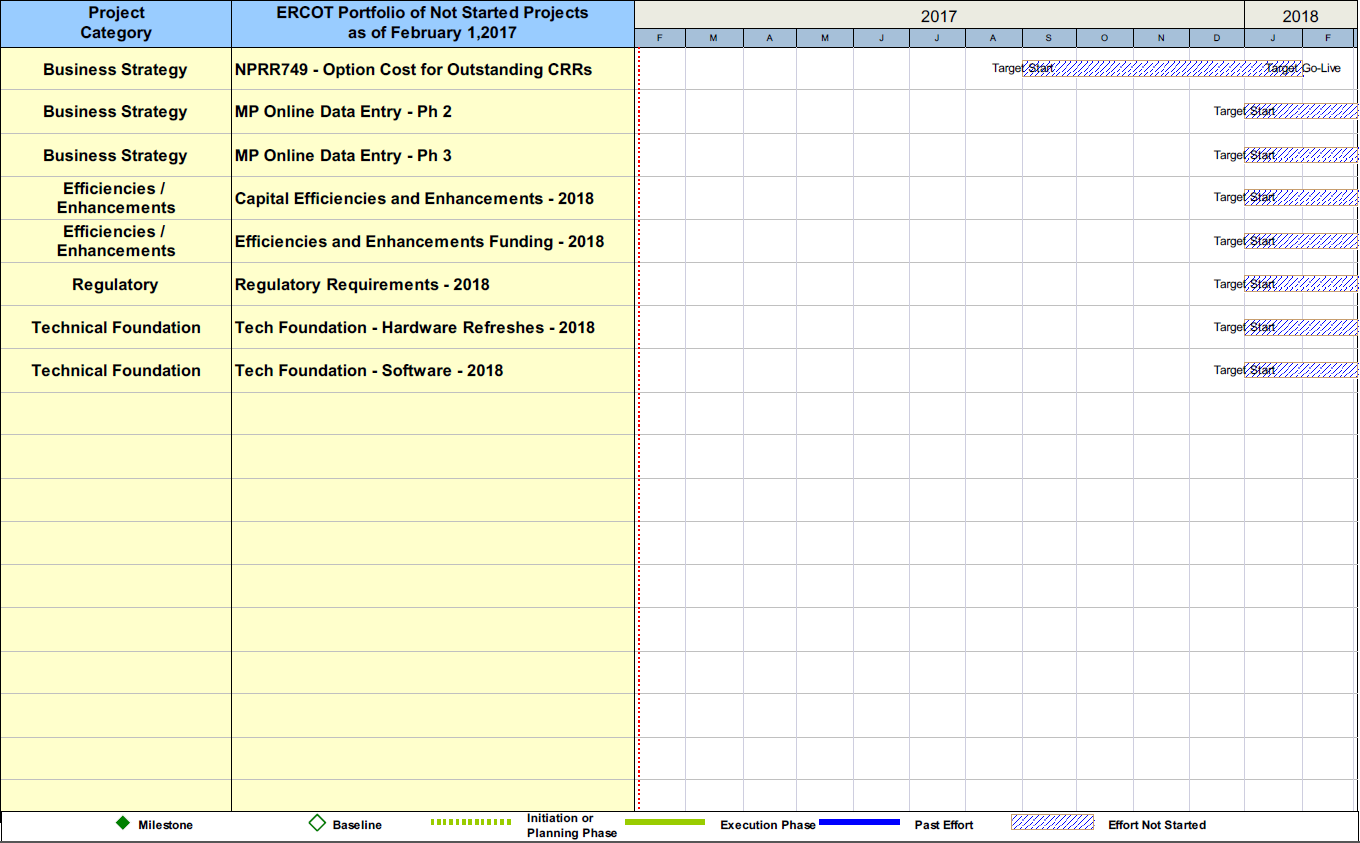 Project
Category
ERCOT Portfolio of Not Started Projects
as of February 1,2017
2017
2018
F M A M J J A S O N D J F
Business Strategy
NPRR749 - Option Cost for Outstanding CRRs
Target Start
Target Go-Live
Business Strategy
MP Online Data Entry - Ph 2
Target Start
Business Strategy
MP Online Data Entry - Ph 3
Target Start
Efficiencies /
Enhancements
Capital Efficiencies and Enhancements - 2018
Target Start
Efficiencies /
Enhancements
Efficiencies and Enhancements Funding - 2018
Target Start
Regulatory
Regulatory Requirements - 2018
Target Start
Technical Foundation
Tech Foundation - Hardware Refreshes - 2018
Target Start
Technical Foundation
Tech Foundation - Software - 2018
Target Start
Milestone
Baseline
Initiation or
Planning Phase
Execution Phase
Past Effort
Effort Not Started